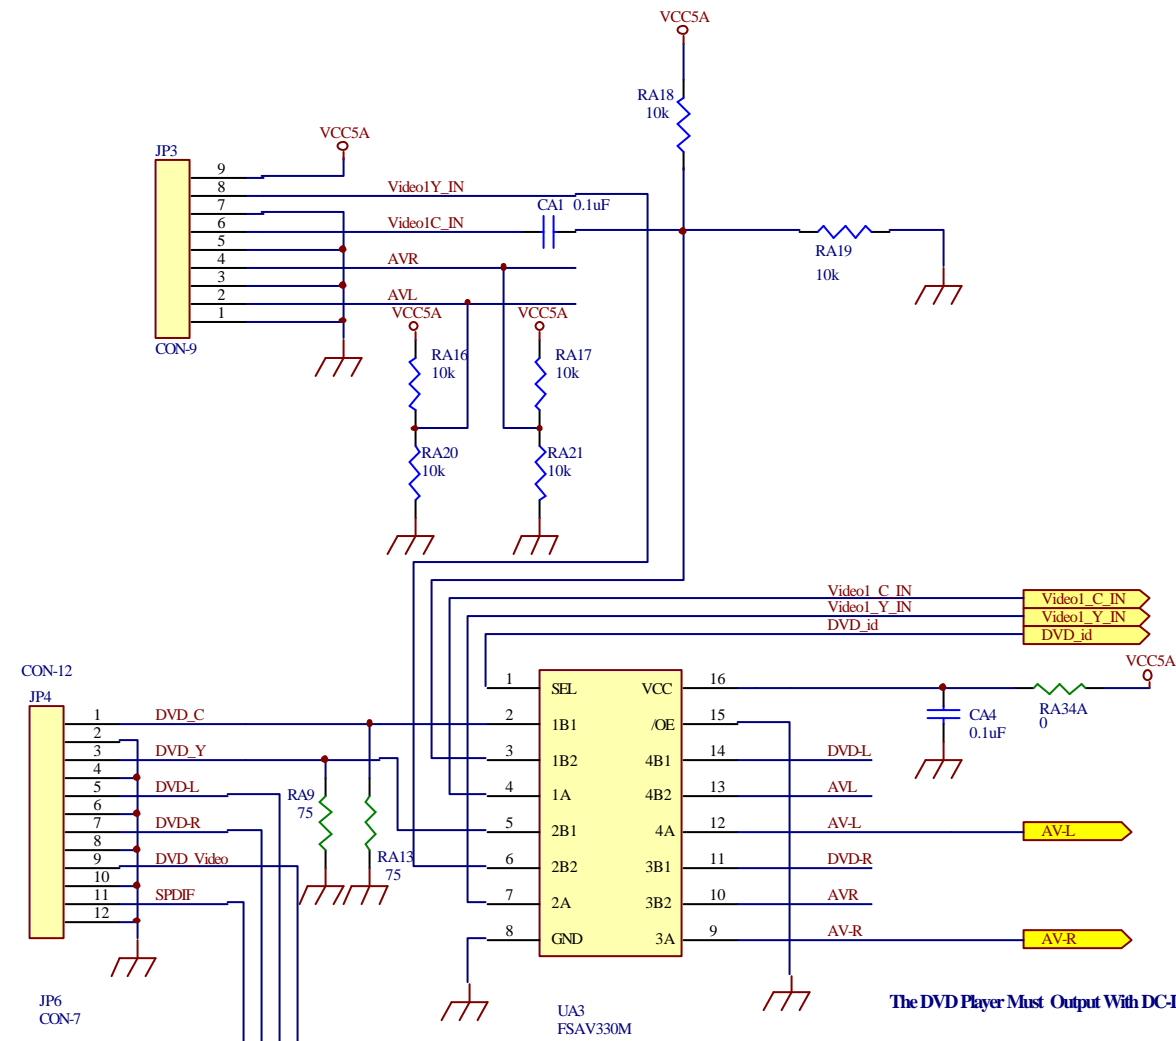 VCC5A
RA18
10k
VCC5A
JP3
9
8
7
6
5
4
3
2
1
Video1Y_IN
CA1 0.1uF
Video1C_IN
AVR
AVL
CON-9
RA19
10k
VCC5A
VCC5A
RA16
10k
RA17
10k
RA20
10k
RA21
10k
Video1_C_IN
Video1_Y_IN
DVD_id
Video1_C_IN
Video1_Y_IN
DVD_id
CON-12
JP4
1
2
3
4
5
6
7
8
9
10
11
12
DVD_C
DVD_Y
DVD-L
DVD-R
DVD_Video
SPDIF
RA9
75
RA13
75
1
2
3
4
5
6
7
8
SEL
1B1
1B2
1A
2B1
2B2
2A
GND
VCC
/OE
4B1
4B2
4A
3B1
3B2
3A
16
15
14
13
12
11
10
9
DVD-L
AVL
AV-L
DVD-R
AVR
AV-R
AV-L
AV-R
VCC5A
RA34A
0
CA4
0.1uF
JP6
CON-7
UA3
FSAV330M
The DVD Player Must Output With DC-